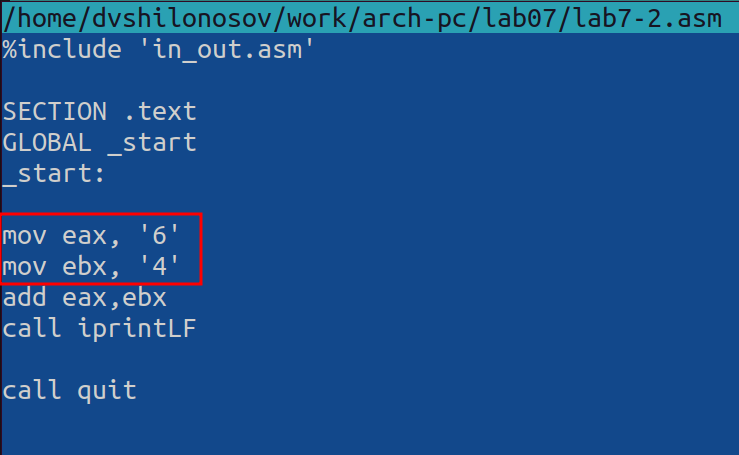 /home/dvshilonosov/work/arch-pc/lab07/lab7-2.asm
%include 'in_out.asm'
SECTION .text
GLOBAL _start
_start:
mov eax, '6'
mov ebx, '4'
add eax,ebx
call iprintLF
call quit